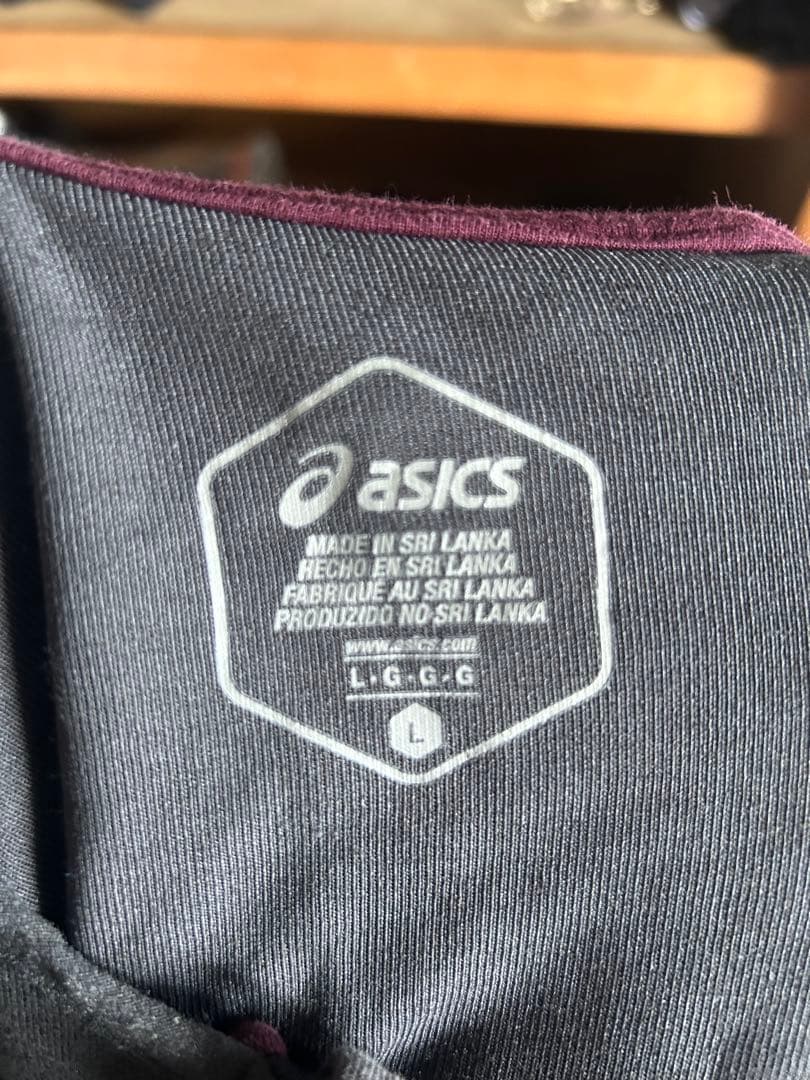 asics
MADE IN SRI LANKA
HECHO EN SRI LANKA
FABRIQUE AU SRI LANKA
PRODUZIDO NO SRI LANKA
www.asics.com
L·G·G·G
L